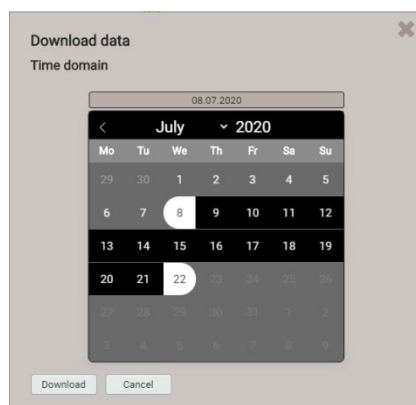 Download data
Time domain
08.07.2020
July 2020
Mo Tu We Th Fr Sa Su
29 30 1 2 3 4 5
6 7 8 9 10 11 12
13 14 15 16 17 18 19
20 21 22 23 24 25 26
27 28 29 30 31 1 2
3 4 5 6 7 8 9
Download Cancel